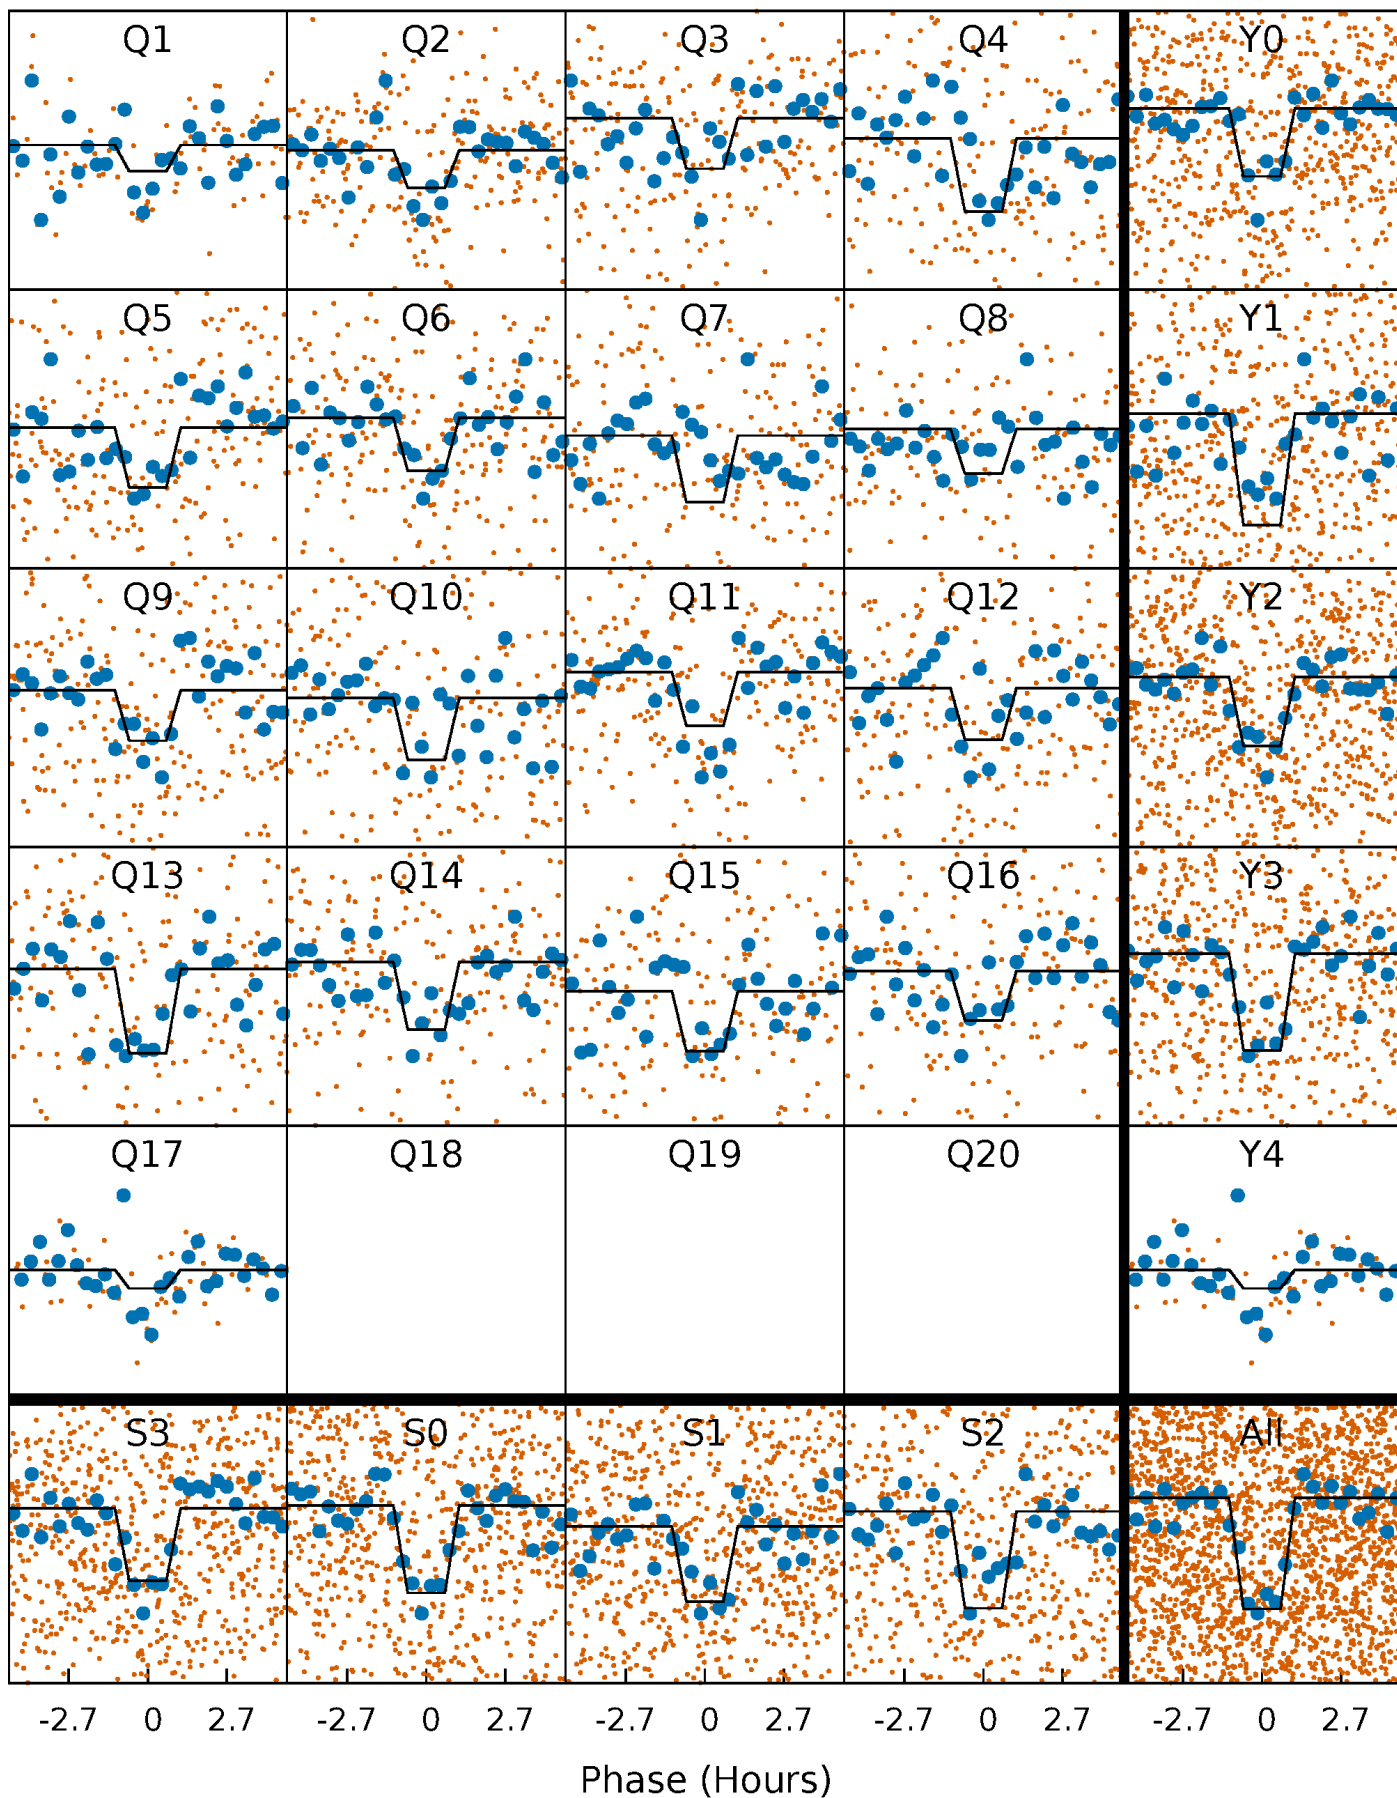 Q1 Q2 Q3 Q4 Y0
Q5 Q6 Q7 Q8 Y1
Q9 Q10 Q11 Q12 Y2
Q13 Q14 Q15 Q16 Y3
Q17 Q18 Q19 Q20 Y4
S3 S0 S1 S2 All
-2.7 0 2.7 -2.7 0 2.7 -2.7 0 2.7 -2.7 0 2.7 -2.7 0 2.7
Phase (Hours)